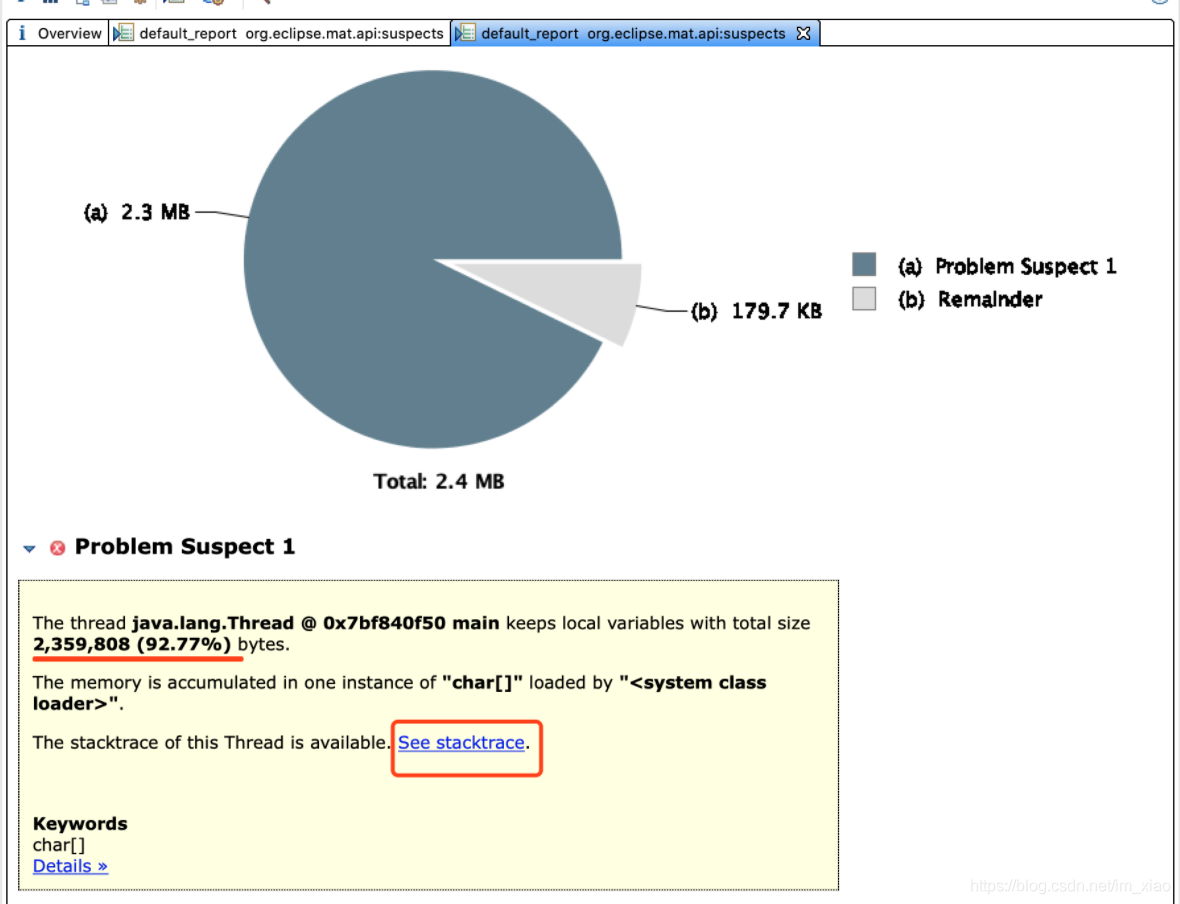 Overview default_report org.eclipse.mat.api:suspects default_report org.eclipse.mat.api:suspects
(a) 2.3 MB
(b) 179.7 KB
(a) Problem Suspect 1
(b) Remainder
Total: 2.4 MB
Problem Suspect 1
The thread java.lang.Thread @ 0x7bf840f50 main keeps local variables with total size
2,359,808 (92.77%) bytes.
The memory is accumulated in one instance of "char[]" loaded by "<system class
loader>".
The stacktrace of this Thread is available. See stacktrace.
Keywords
char[]
Details »
https://blog.csdn.net/im_xiao